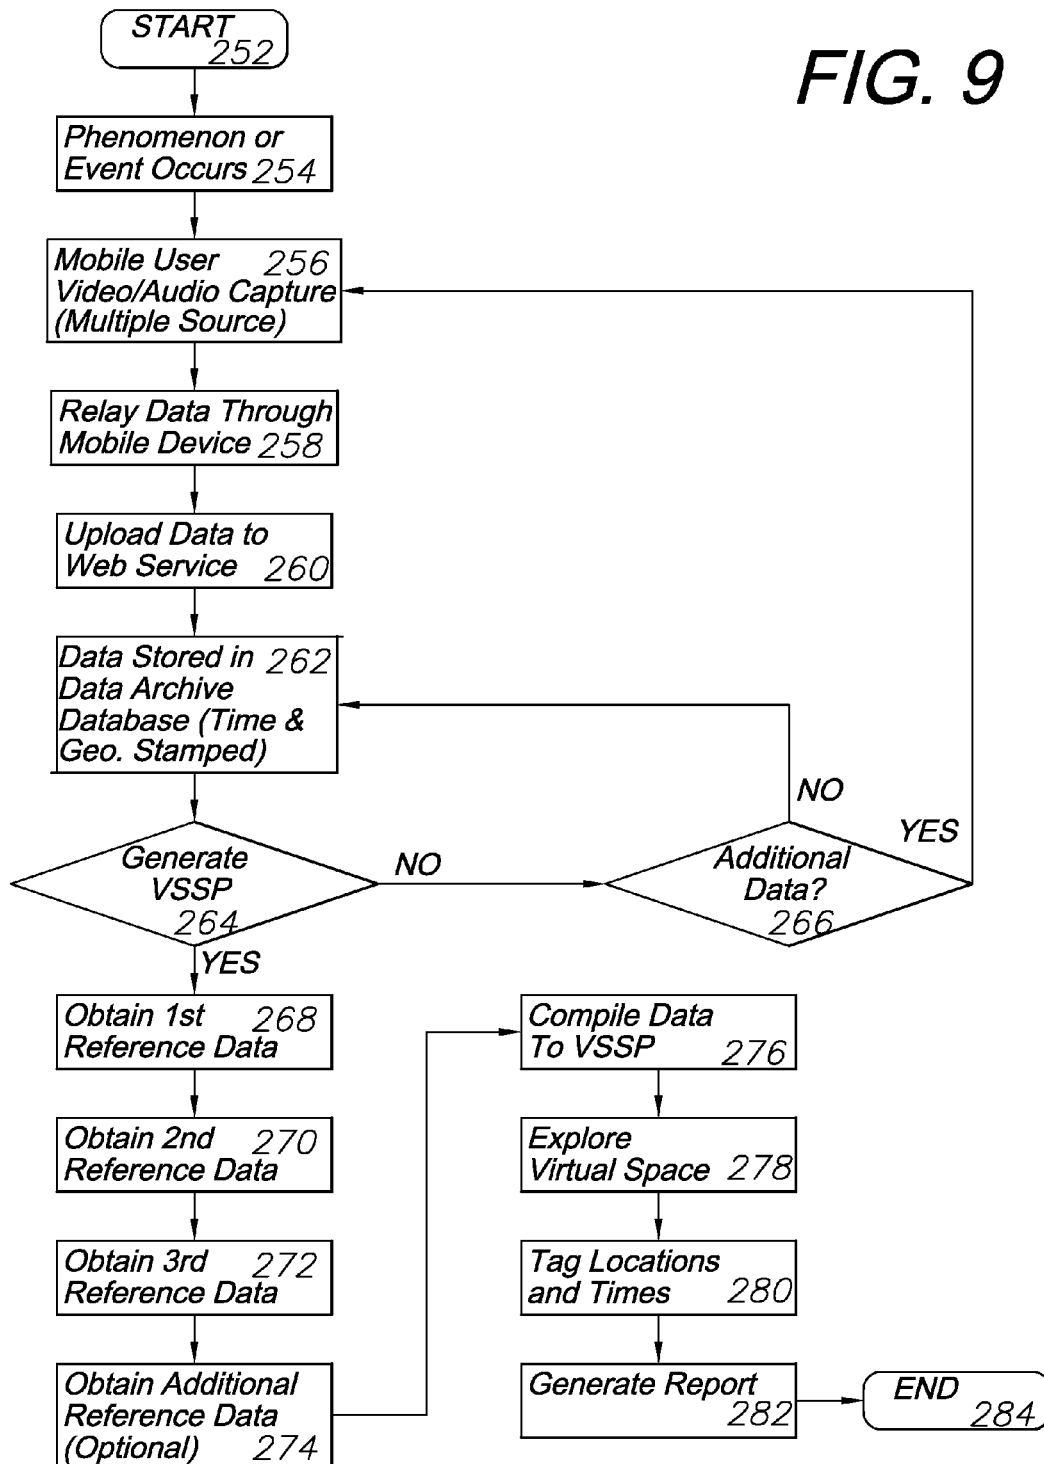 START
252
FIG. 9
Phenomenon or
Event Occurs 254
Mobile User 256
Video/Audio Capture
(Multiple Source)
Relay Data Through
Mobile Device 258
Upload Data to
Web Service 260
Data Stored in 262
Data Archive
Database (Time &
Geo. Stamped)
Generate
VSSP
264
NO
Additional
Data?
266
NO
YES
YES
Obtain 1st 268
Reference Data
Obtain 2nd 270
Reference Data
Obtain 3rd 272
Reference Data
Obtain Additional
Reference Data
(Optional) 274
Compile Data
To VSSP 276
Explore
Virtual Space 278
Tag Locations
and Times 280
Generate Report
282
END
284